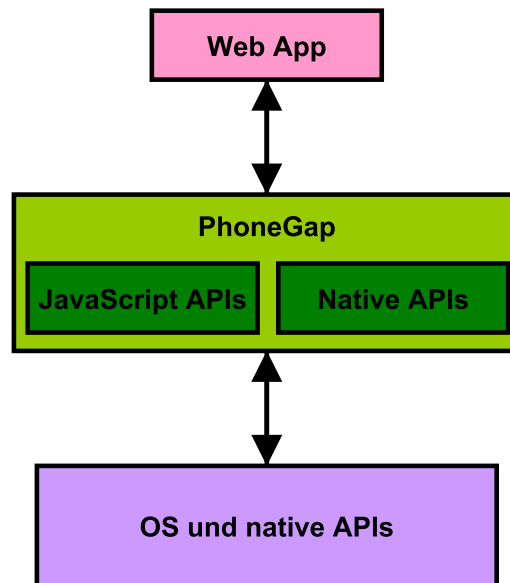 Web App
PhoneGap
JavaScript APIs
Native APIs
OS und native APIs